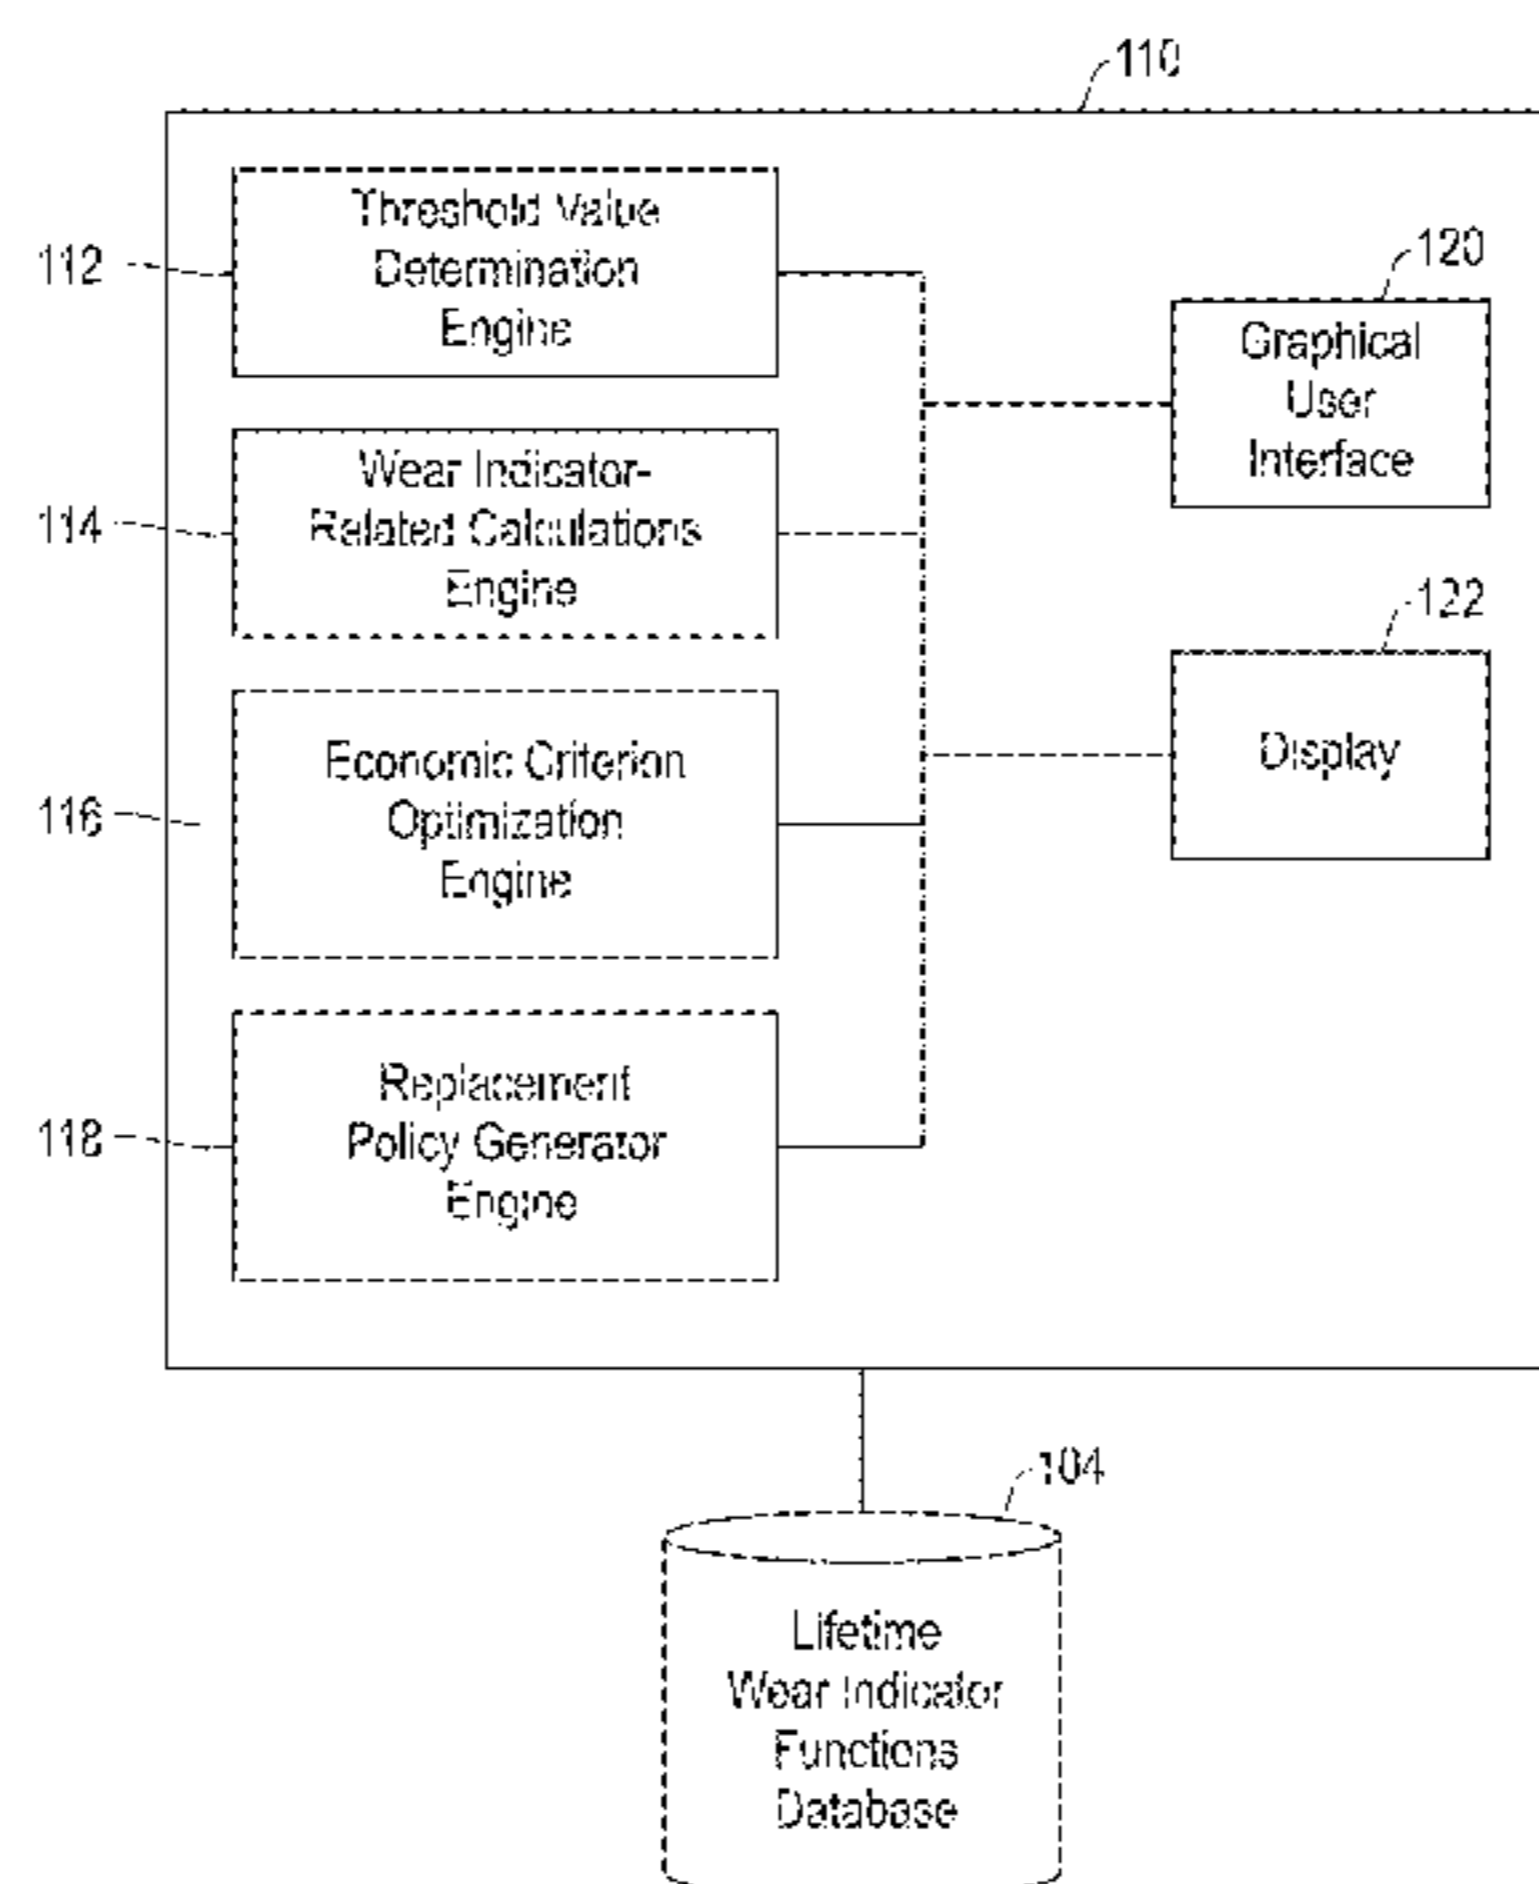 110
112
Threshold Value
Determination
Engine
120
Graphical
User
Interface
114
Wear Indicator-
Related Calculations
Engine
122
Display
116
Economic Criterion
Optimization
Engine
118
Replacement
Policy Generator
Engine
104
Lifetime
Wear Indicator
Functions
Database